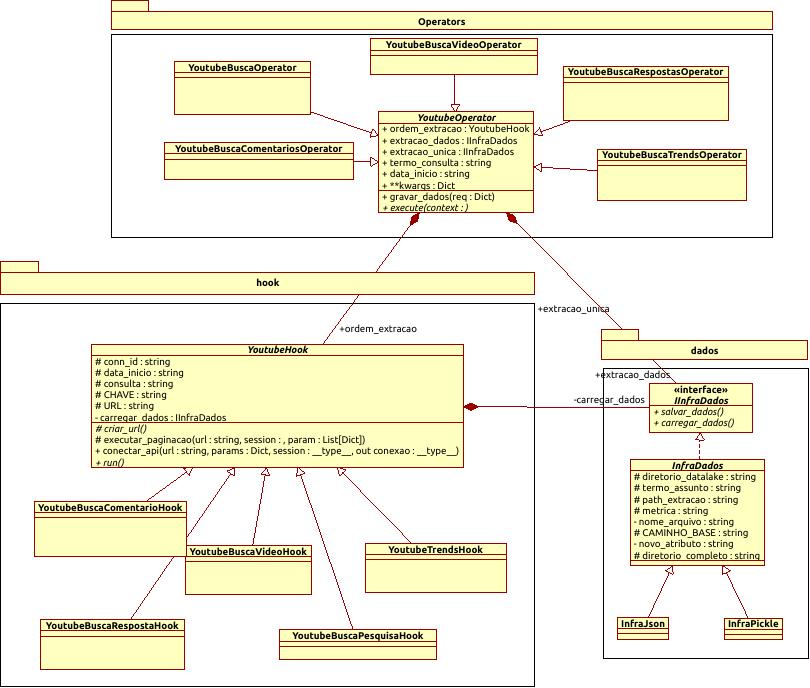 Operators
YoutubeBuscaVideoOperator
YoutubeBuscaOperator
YoutubeBuscaRespostasOperator
YoutubeOperator
+ ordem_extracao : YoutubeHook
+ extracao_dados : IInfraDados
+ extracao_unica : IInfraDados
+ termo_consulta : string
+ data_inicio : string
+ **kwargs : Dict
+ gravar_dados(req : Dict)
+ execute(context : )
YoutubeBuscaComentariosOperator
YoutubeBuscaTrendsOperator
hook
+extracao_unica
+ordem_extracao
dados
+extracao_dados
YoutubeHook
# conn_id : string
# data_inicio : string
# consulta : string
# CHAVE : string
# URL : string
- carregar_dados : IInfraDados
# criar_url()
# executar_paginacao(url : string, session : , param : List[Dict])
+ conectar_api(url : string, params : Dict, session : __type__, out conexao : __type__)
+ run()
-carregar_dados
«interface»
IInfraDados
+ salvar_dados()
+ carregar_dados()
InfraDados
# diretorio_datalake : string
# termo_assunto : string
# path_extracao : string
# metrica : string
- nome_arquivo : string
# CAMINHO_BASE : string
- novo_atributo : string
# diretorio_completo : string
YoutubeBuscaComentarioHook
YoutubeBuscaVideoHook
YoutubeTrendsHook
YoutubeBuscaRespostaHook
YoutubeBuscaPesquisaHook
InfraJson
InfraPickle